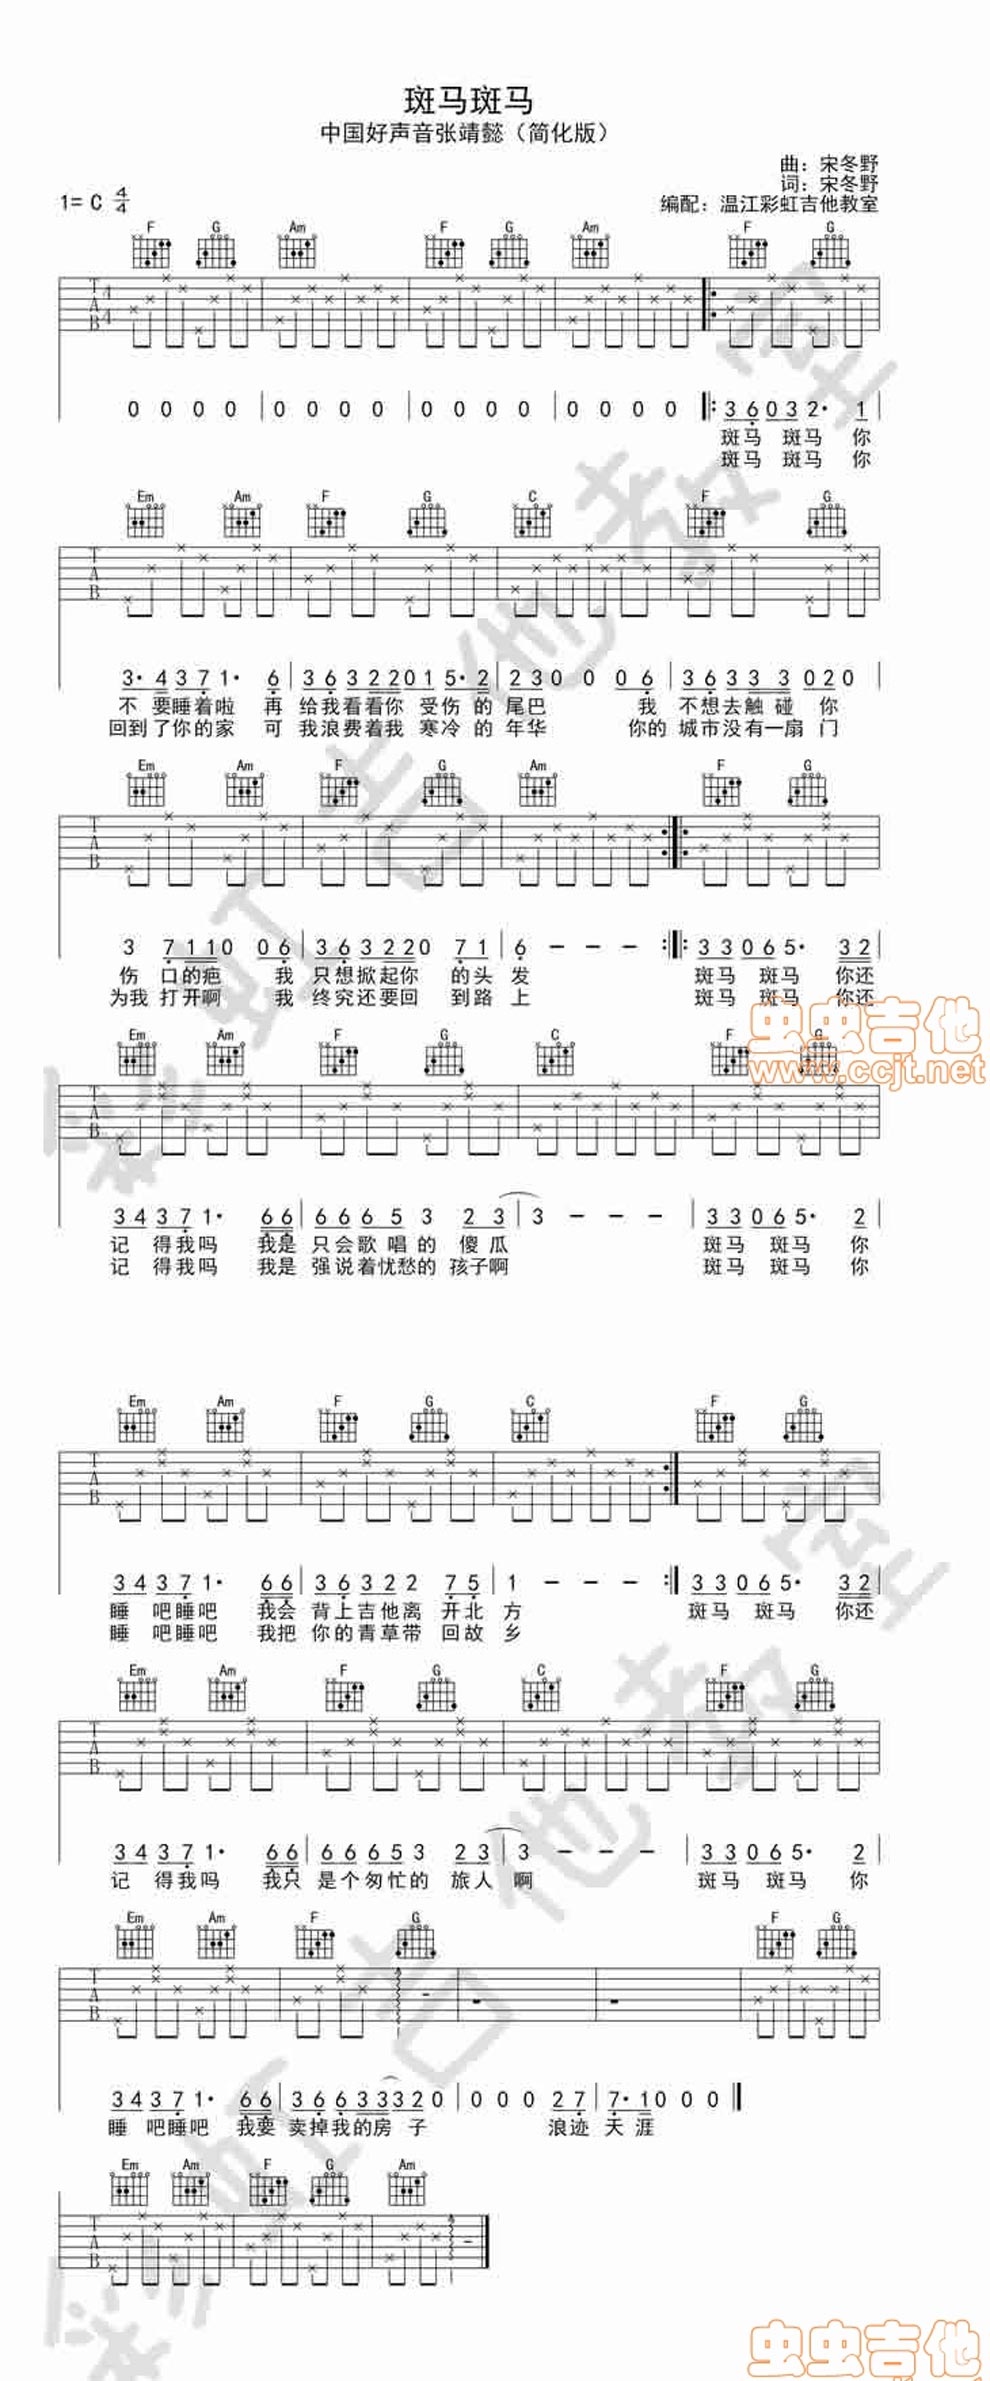 斑马斑马
中国好声音张靖懿（简化版）
曲：宋冬野
词：宋冬野
1= C 4/4 编配：温江彩虹吉他教室
F G Am F G Am F G
T A B 4 4
0 0 0 0 | 0 0 0 0 | 0 0 0 0 | 0 0 0 0 |: 3 6 0 3 2· 1 |
斑马 斑马 你
斑马 斑马 你
Em Am F G C F G
T A B
3· 4 3 7 1· 6 | 3 6 3 2 2 0 1 5· 2 | 2 3 0 0 0 6 | 3 6 3 3 3 3 0 2 0 |
不 要睡着啦 再 给我看看你 受伤 的 尾巴 我 不想去触 碰 你
回到了你的家 可 我浪费着我 寒冷 的 年华 你的 城市没有一扇 门
Em Am F G Am F G
T A B
3 7 1 1 0 0 6 | 3 6 3 2 2 0 7 1 | 6 – – – :|: 3 3 0 6 5· 3 2 |
伤 口的疤 我 只想掀起你 的头 发 斑马 斑马 你还
为我 打开啊 我 终究还要回 到路 上 斑马 斑马 你还
虫虫吉他
www.ccjt.net
Em Am F G C F G
T A B
3 4 3 7 1· 6 6 | 6 6 6 5 3 2 3 | 3 – – – | 3 3 0 6 5· 2 |
记 得我吗 我是 只会歌 唱 的 傻 瓜 斑马 斑马 你
记 得我吗 我是 强说着忧愁的 孩子啊 斑马 斑马 你
Em Am F G C F G
T A B
3 4 3 7 1· 6 6 | 3 6 3 2 2 7 5 | 1 – – – :| 3 3 0 6 5· 3 2 |
睡 吧睡吧 我会 背上吉他离 开北 方 斑马 斑马 你还
睡 吧睡吧 我把 你的青草带 回故 乡
Em Am F G C F G
T A B
3 4 3 7 1· 6 6 | 6 6 6 5 3 2 3 | 3 – – – | 3 3 0 6 5· 2 |
记 得我吗 我只 是个匆忙的 旅人 啊 斑马 斑马 你
Em Am F G F G
T A B
3 4 3 7 1· 6 6 | 3 6 6 3 3 3 2 0 | 0 0 0 2 7 | 7· 1 0 0 0 ‖
睡 吧睡吧 我要 卖掉我的房 子 浪迹 天 涯
Em Am F G Am
T A B
彩虹吉他教室
彩虹吉他教室
虫虫吉他